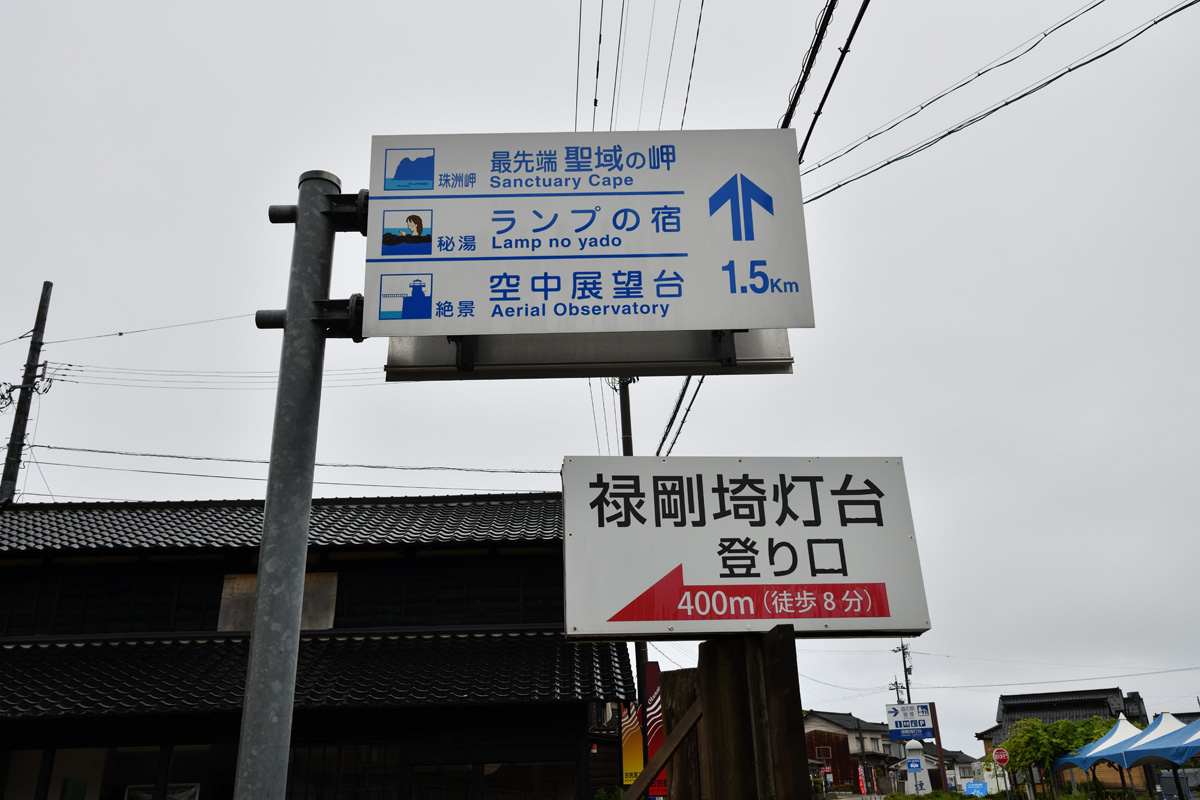 珠洲岬 最先端 聖域の岬
Sanctuary Cape
秘湯 ランプの宿
Lamp no yado
絶景 空中展望台
Aerial Observatory
1.5Km
禄剛埼灯台
登り口
400m（徒歩8分）